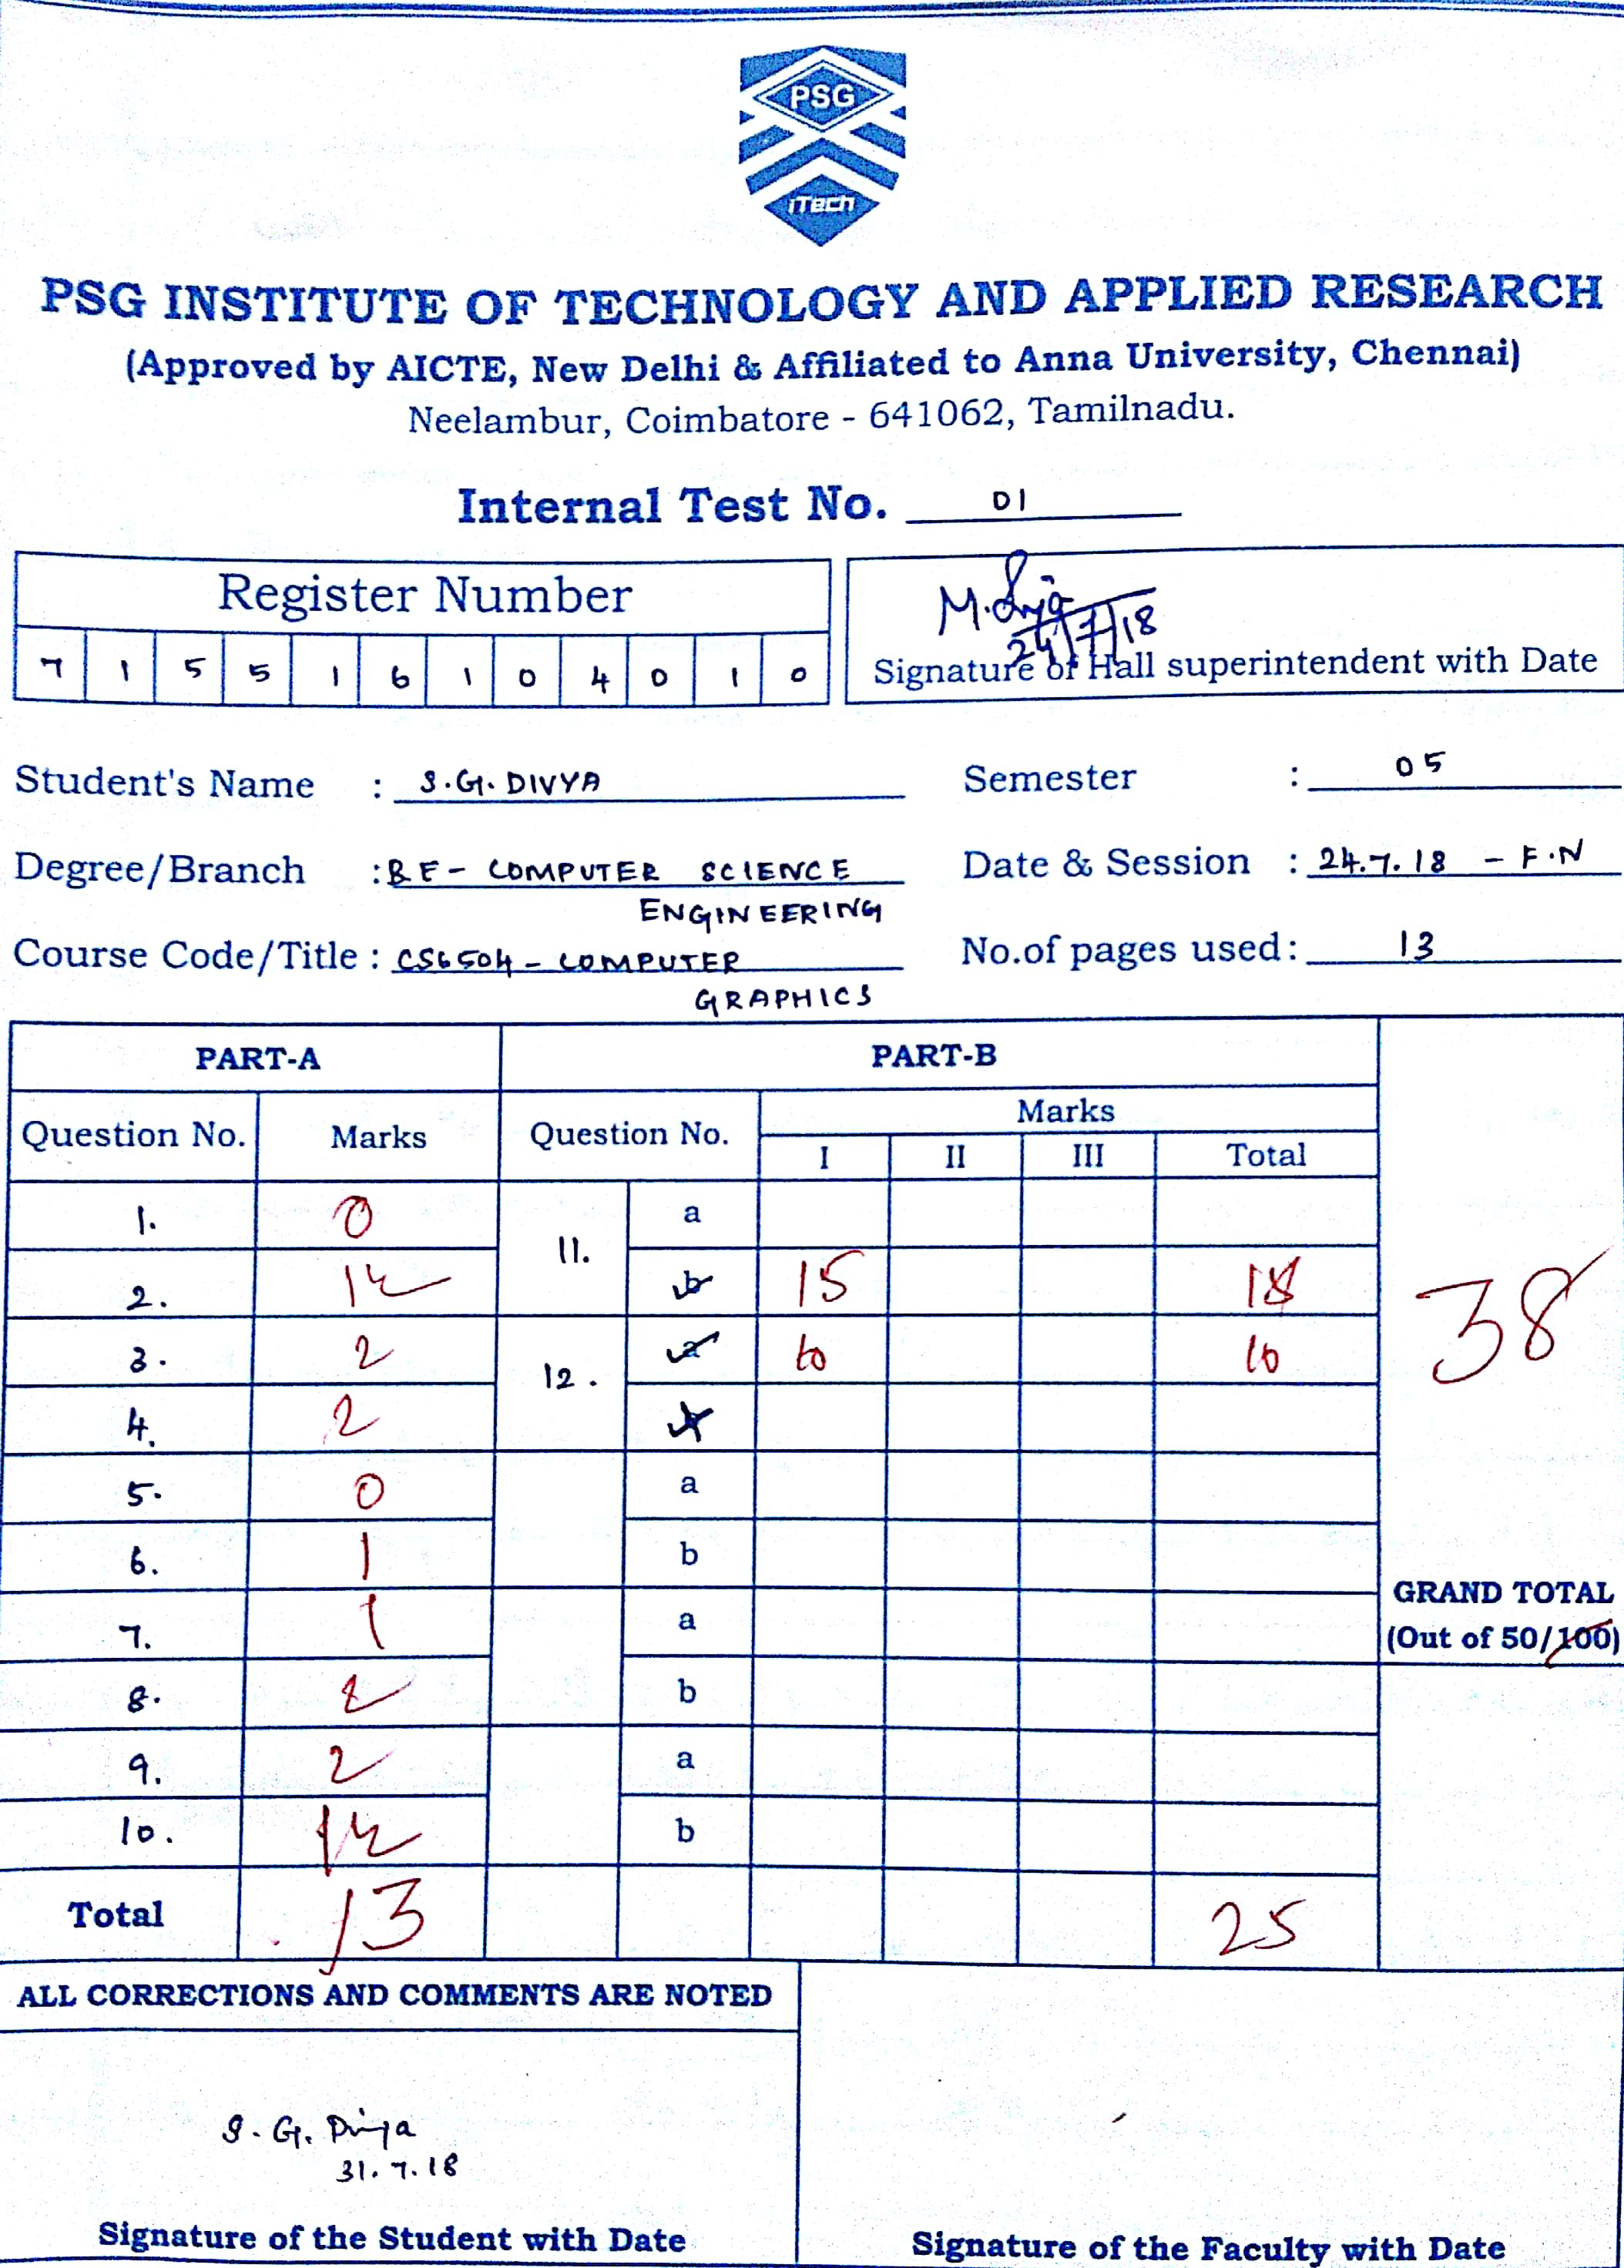 PSG
iTech
PSG INSTITUTE OF TECHNOLOGY AND APPLIED RESEARCH
(Approved by AICTE, New Delhi & Affiliated to Anna University, Chennai)
Neelambur, Coimbatore - 641062, Tamilnadu.
Internal Test No. 01
Register Number
7 1 5 5 1 6 1 0 4 0 1 0
24/7/18
Signature of Hall superintendent with Date
Student's Name : S.G.DIVYA Semester : 05
Degree/Branch : BE - COMPUTER SCIENCE Date & Session : 24.7.18 - F.N
ENGINEERING
Course Code/Title : CS6504 - COMPUTER No.of pages used: 13
GRAPHICS
PART-A PART-B
Question No. Marks Question No. Marks
I II III Total
1. 0 11. a
2. 1½ b 15
3. 2 12. a 10 10
4. 2
5. 0 a
6. 1 b
7. 1 a
8. 2 b
9. 2 a
10. 1½ b
38
GRAND TOTAL
(Out of 50/100)
Total 13 25
ALL CORRECTIONS AND COMMENTS ARE NOTED
S. G. Divya
31.7.18
Signature of the Student with Date Signature of the Faculty with Date